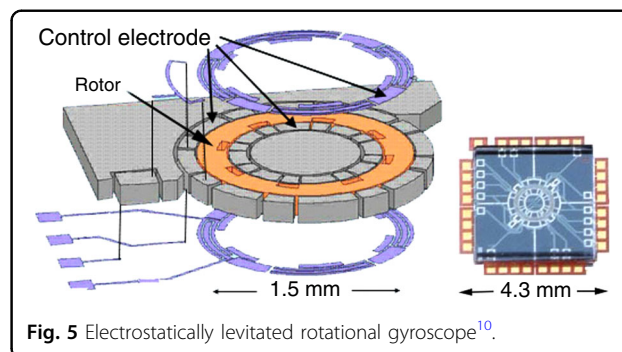 Control electrode
Rotor
1.5 mm
4.3 mm
Fig. 5 Electrostatically levitated rotational gyroscope10.